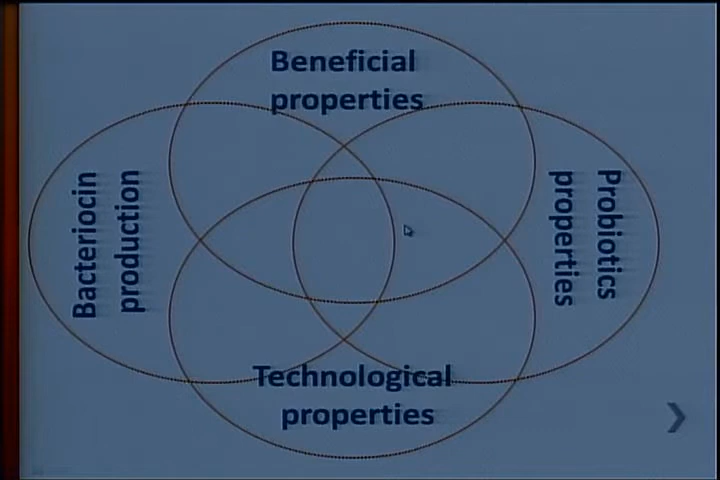 Beneficial
properties
Bacteriocin
production
Probiotics
properties
Technological
properties